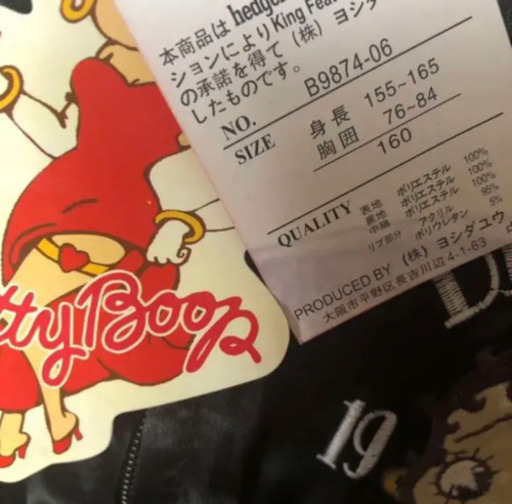 本商品は
ションによりKing
の承諾を得て(株)ヨシダ
したものです。
NO. B9874-06
SIZE 身長 155~165
胸囲 76~84
160
QUALITY 表地 ポリエステル 100%
裏地 ポリエステル 100%
中綿 ポリエステル 100%
リブ部分 アクリル 95%
ポリウレタン 5%
PRODUCED BY (株)ヨシダユウ
大阪市平野区長吉川辺4-1-63
tty Boop
19